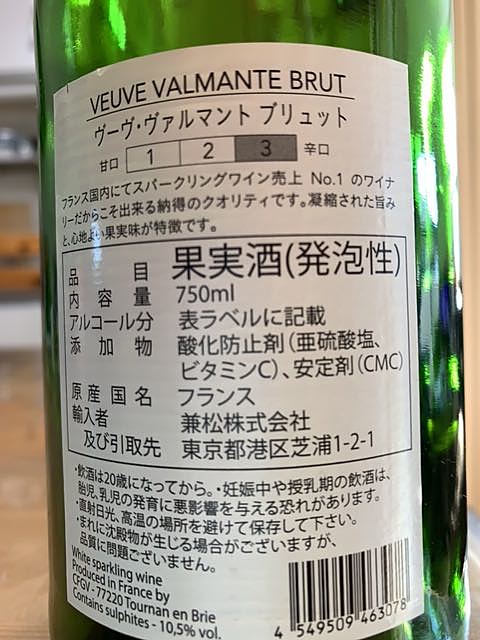 VEUVE VALMANTE BRUT
ヴーヴ・ヴァルマント ブリュット
甘口 1 2 3 辛口
フランス国内にてスパークリングワイン売上 No.1 のワイナ
リーだからこそ出来る納得のクオリティです。凝縮された旨み
と、心地よい果実味が特徴です。
品目 果実酒(発泡性)
内容量 750ml
アルコール分 表ラベルに記載
添加物 酸化防止剤(亜硫酸塩、
ビタミンC)、安定剤(CMC)
原産国名 フランス
輸入者 兼松株式会社
及び引取先 東京都港区芝浦1-2-1
・飲酒は20歳になってから。・妊娠中や授乳期の飲酒は、
胎児、乳児の発育に悪影響を与える恐れがあります。
・直射日光、高温の場所を避けて保存して下さい。
・まれに沈殿物が生じる場合がございますが、
品質に問題ございません。
White sparkling wine
Produced in France by
CFGV - 77220 Tournan en Brie
Contains sulphites - 10,5% vol.
4 549509 463078